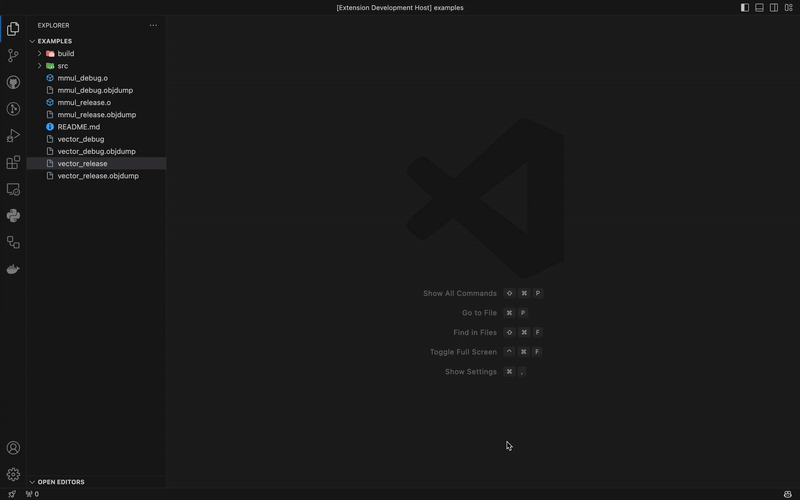 [Extension Development Host] examples
EXPLORER
EXAMPLES
build
src
mmul_debug.o
mmul_debug.objdump
mmul_release.o
mmul_release.objdump
README.md
vector_debug
vector_debug.objdump
vector_release
vector_release.objdump
Show All Commands ⇧ ⌘ P
Go to File ⌘ P
Find in Files ⇧ ⌘ F
Toggle Full Screen ^ ⌘ F
Show Settings ⌘ ,
OPEN EDITORS
0